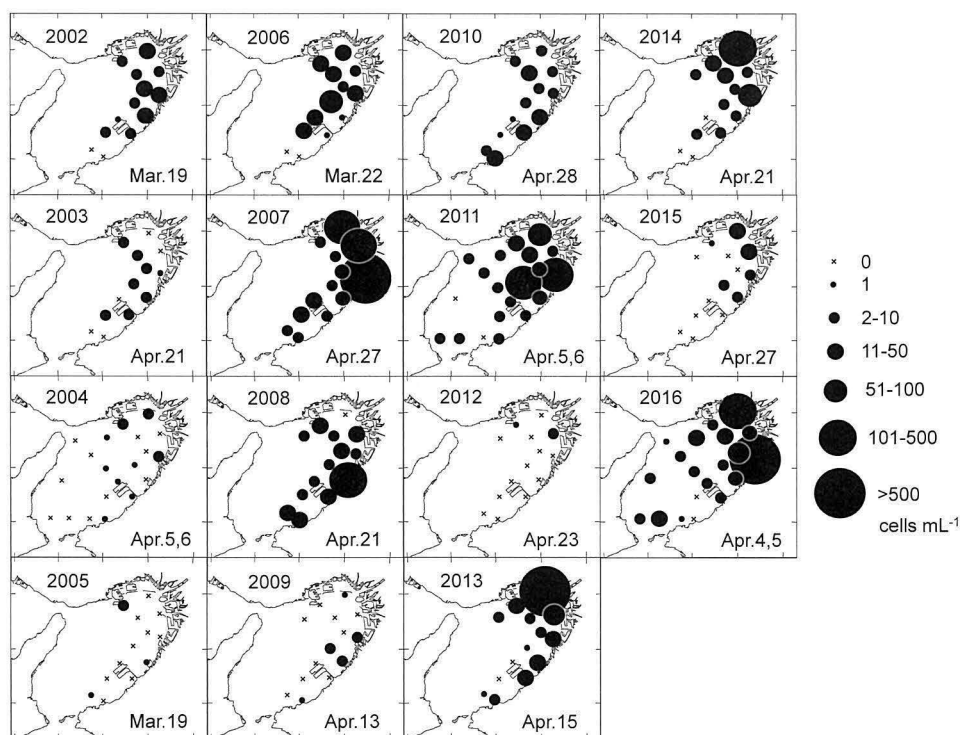 2002
Mar.19
2006
Mar.22
2010
Apr.28
2014
Apr.21
2003
Apr.21
2007
Apr.27
2011
Apr.5,6
2015
Apr.27
2004
Apr.5,6
2008
Apr.21
2012
Apr.23
2016
Apr.4,5
2005
Mar.19
2009
Apr.13
2013
Apr.15
0
1
2-10
11-50
51-100
101-500
>500
cells mL-1